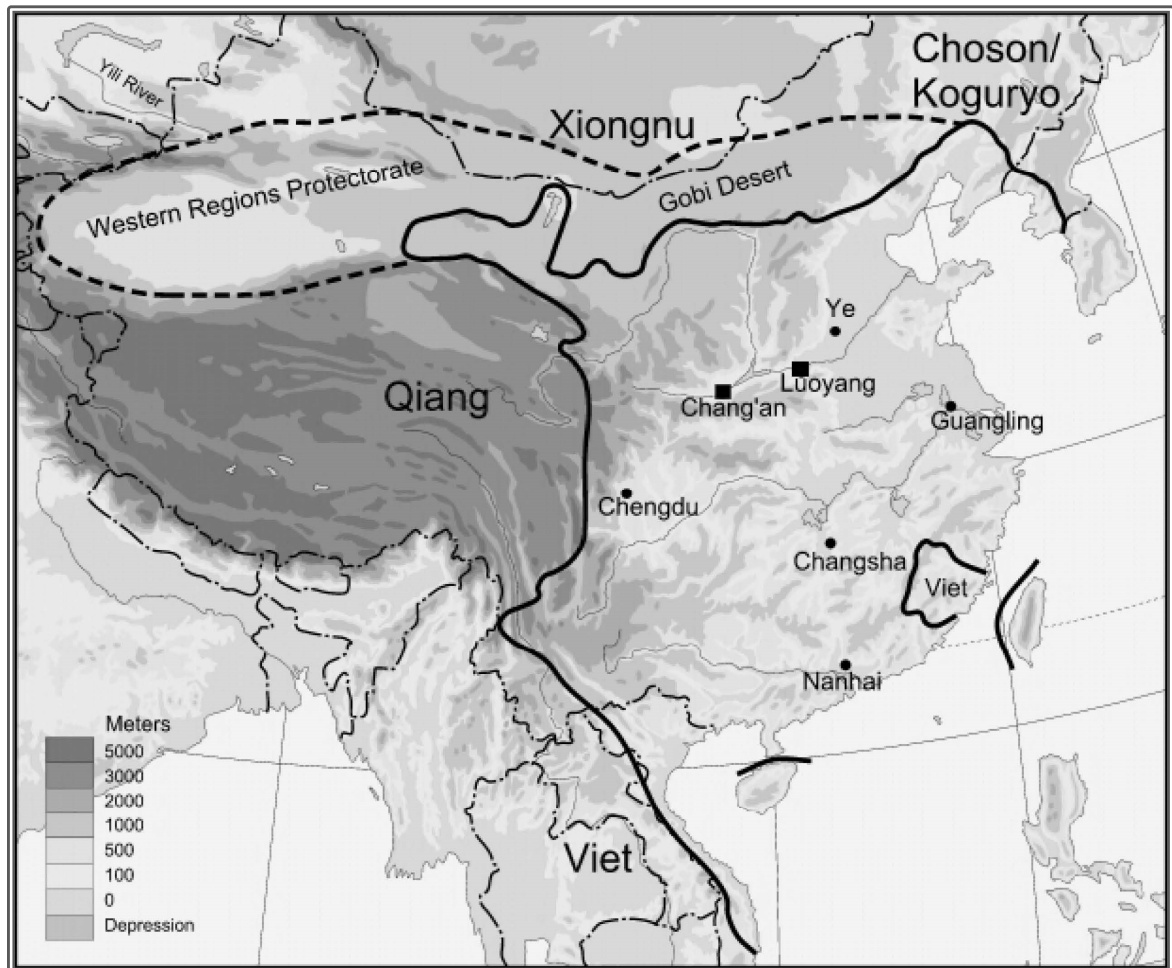 Choson/
Koguryo
Yili River
Xiongnu
Western Regions Protectorate
Gobi Desert
Ye
Luoyang
Qiang
Chang'an
Guangling
Chengdu
Changsha
Viet
Nanhai
Viet
Meters
5000
3000
2000
1000
500
100
0
Depression